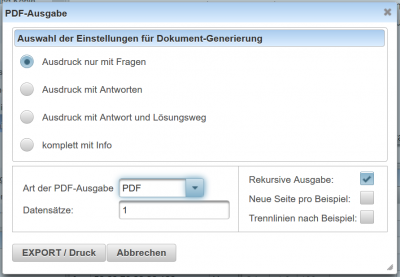 PDF-Ausgabe
Auswahl der Einstellungen für Dokument-Generierung
Ausdruck nur mit Fragen
Ausdruck mit Antworten
Ausdruck mit Antwort und Lösungsweg
komplett mit Info
Art der PDF-Ausgabe PDF
Datensätze: 1
Rekursive Ausgabe:
Neue Seite pro Beispiel:
Trennlinien nach Beispiel:
EXPORT / Druck Abbrechen